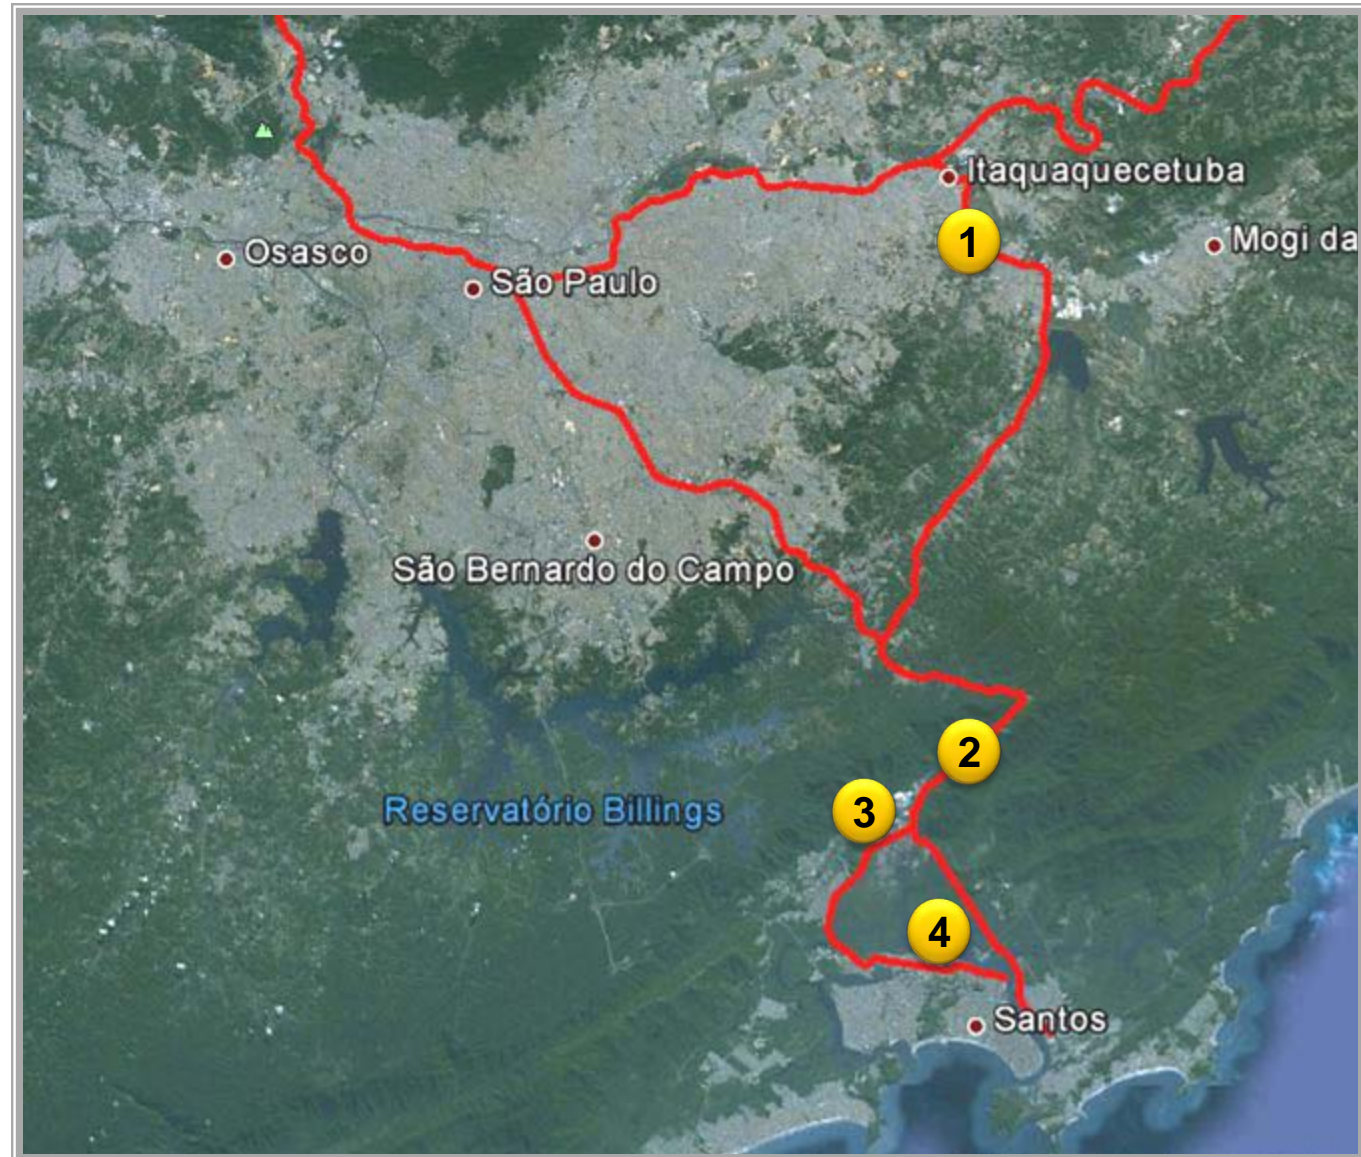 Itaquaquecetuba
1
Mogi da
Osasco
São Paulo
São Bernardo do Campo
2
Reservatório Billings
3
4
Santos